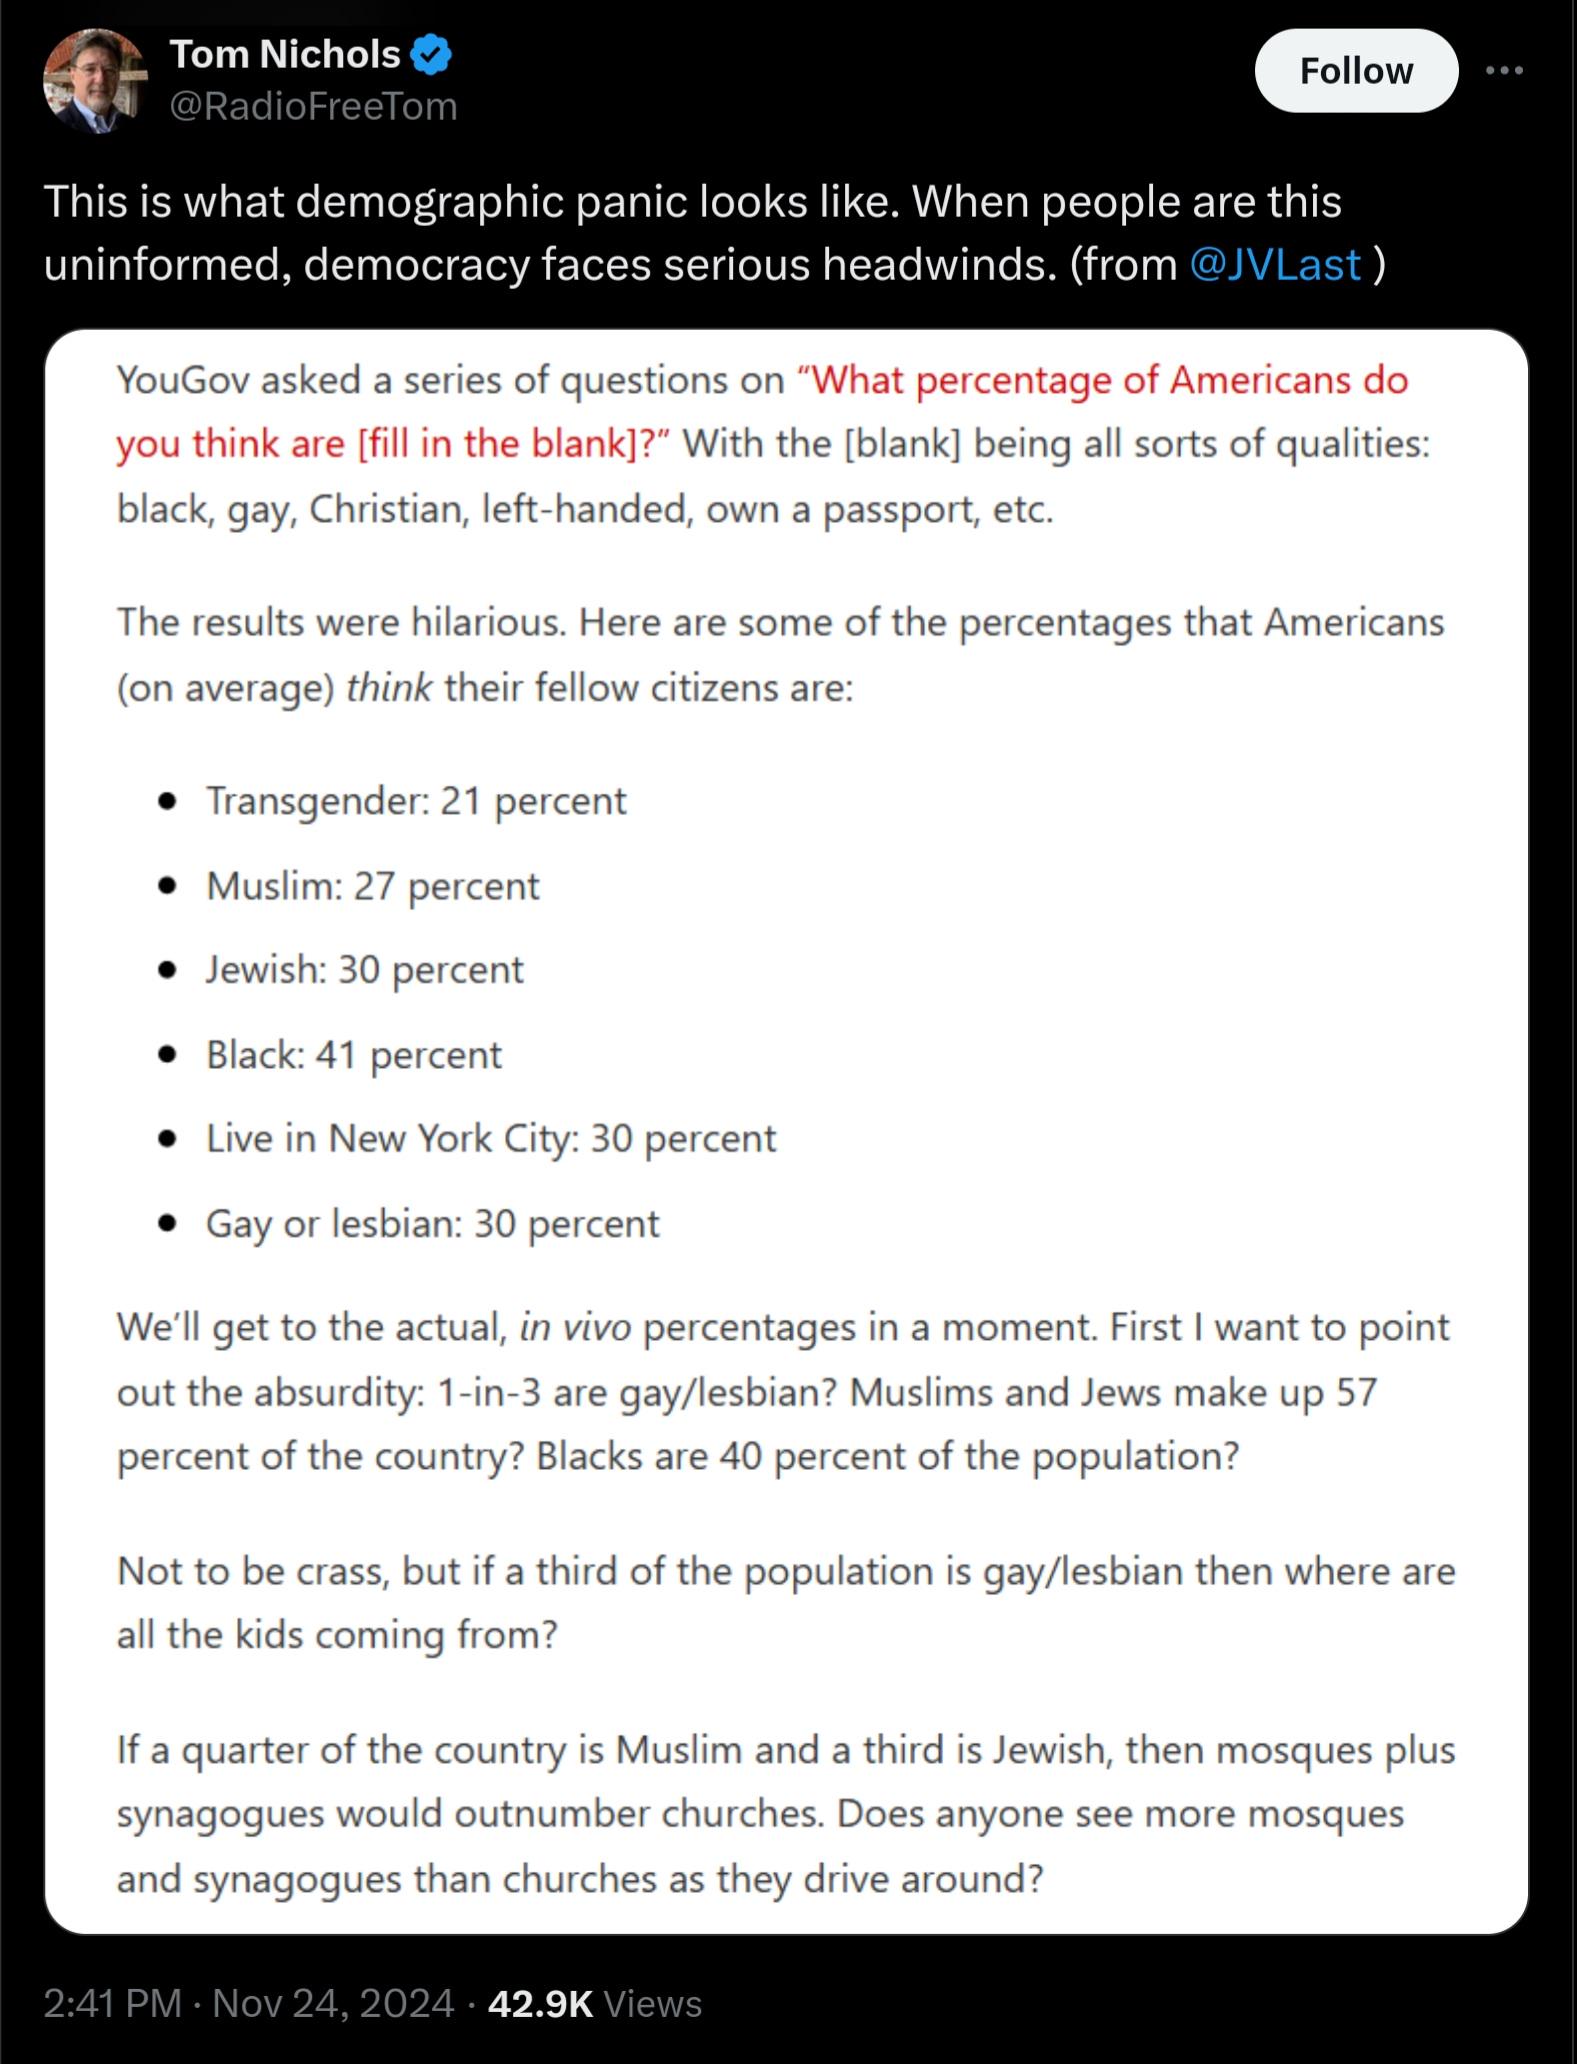 Tom Nichols
@RadioFreeTom
Follow
This is what demographic panic looks like. When people are this
uninformed, democracy faces serious headwinds. (from @JVLast )
YouGov asked a series of questions on “What percentage of Americans do
you think are [fill in the blank]?” With the [blank] being all sorts of qualities:
black, gay, Christian, left-handed, own a passport, etc.
The results were hilarious. Here are some of the percentages that Americans
(on average) think their fellow citizens are:
• Transgender: 21 percent
• Muslim: 27 percent
• Jewish: 30 percent
• Black: 41 percent
• Live in New York City: 30 percent
• Gay or lesbian: 30 percent
We’ll get to the actual, in vivo percentages in a moment. First I want to point
out the absurdity: 1-in-3 are gay/lesbian? Muslims and Jews make up 57
percent of the country? Blacks are 40 percent of the population?
Not to be crass, but if a third of the population is gay/lesbian then where are
all the kids coming from?
If a quarter of the country is Muslim and a third is Jewish, then mosques plus
synagogues would outnumber churches. Does anyone see more mosques
and synagogues than churches as they drive around?
2:41 PM · Nov 24, 2024 · 42.9K Views